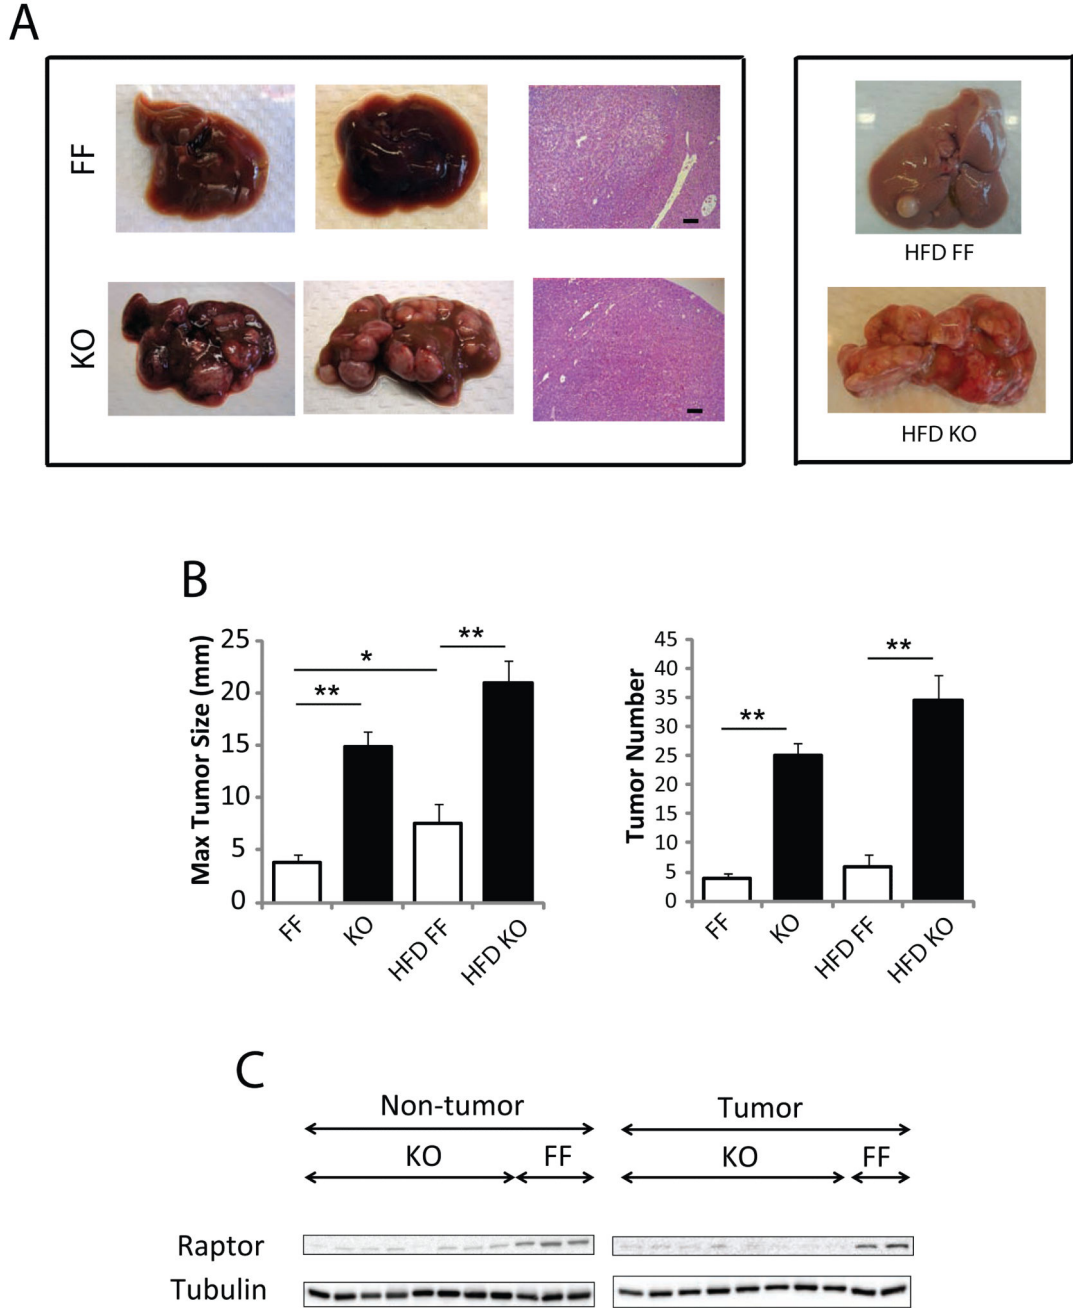 A
FF
KO
HFD FF
HFD KO
B
Max Tumor Size (mm)
25
20
15
10
5
0
*
**
**
FF
KO
HFD FF
HFD KO
Tumor Number
45
40
35
30
25
20
15
10
5
0
**
**
FF
KO
HFD FF
HFD KO
C
Non-tumor
Tumor
KO
FF
KO
FF
Raptor
Tubulin